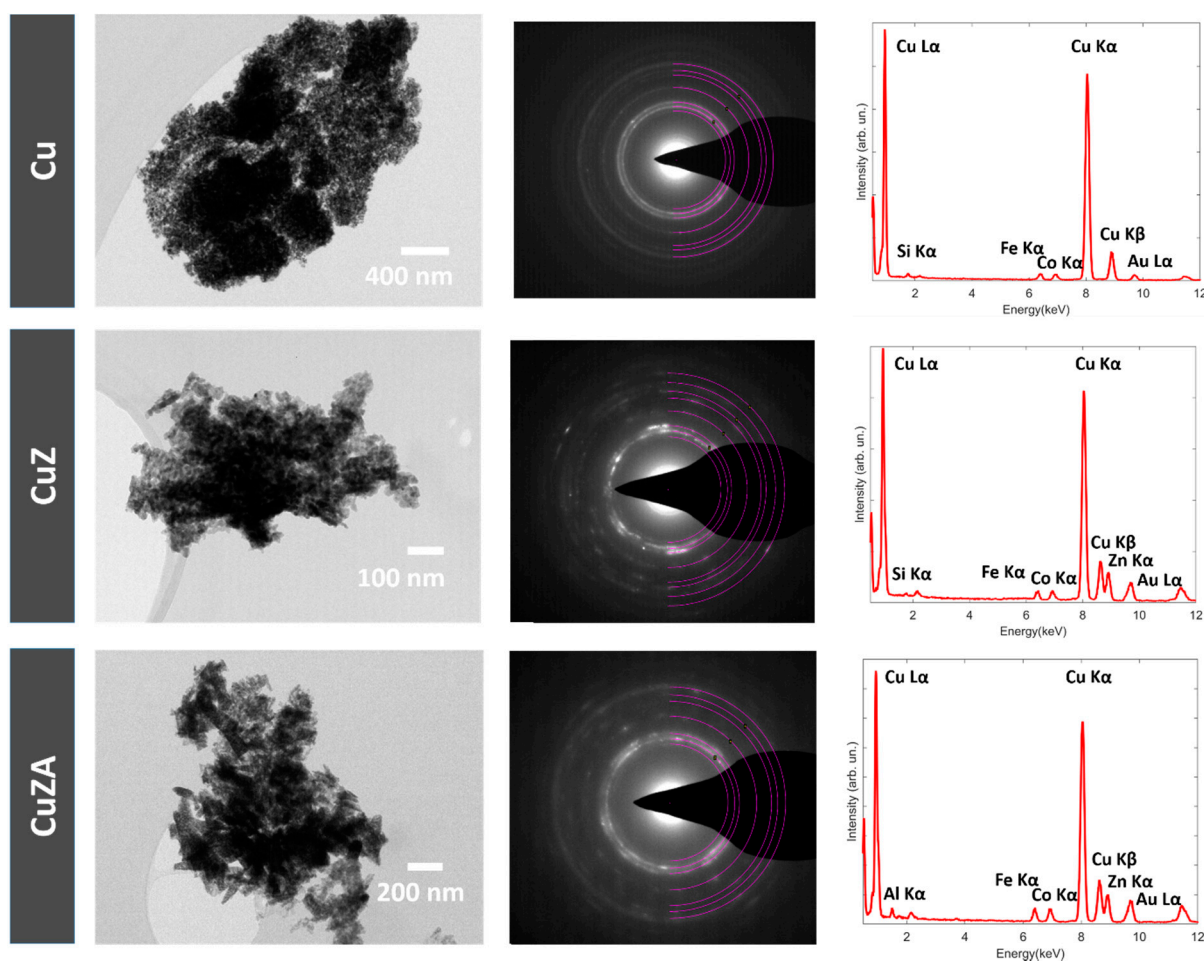 Cu
400 nm
Cu Lα
Cu Kα
Si Kα
Fe Kα
Co Kα
Cu Kβ
Au Lα
Intensity (arb. un.)
2 4 6 8 10 12
Energy(keV)
CuZ
100 nm
Cu Lα
Cu Kα
Si Kα
Fe Kα
Co Kα
Cu Kβ
Zn Kα
Au Lα
Intensity (arb. un.)
2 4 6 8 10 12
Energy(keV)
CuZA
200 nm
Cu Lα
Cu Kα
Al Kα
Fe Kα
Co Kα
Cu Kβ
Zn Kα
Au Lα
Intensity (arb. un.)
2 4 6 8 10 12
Energy(keV)